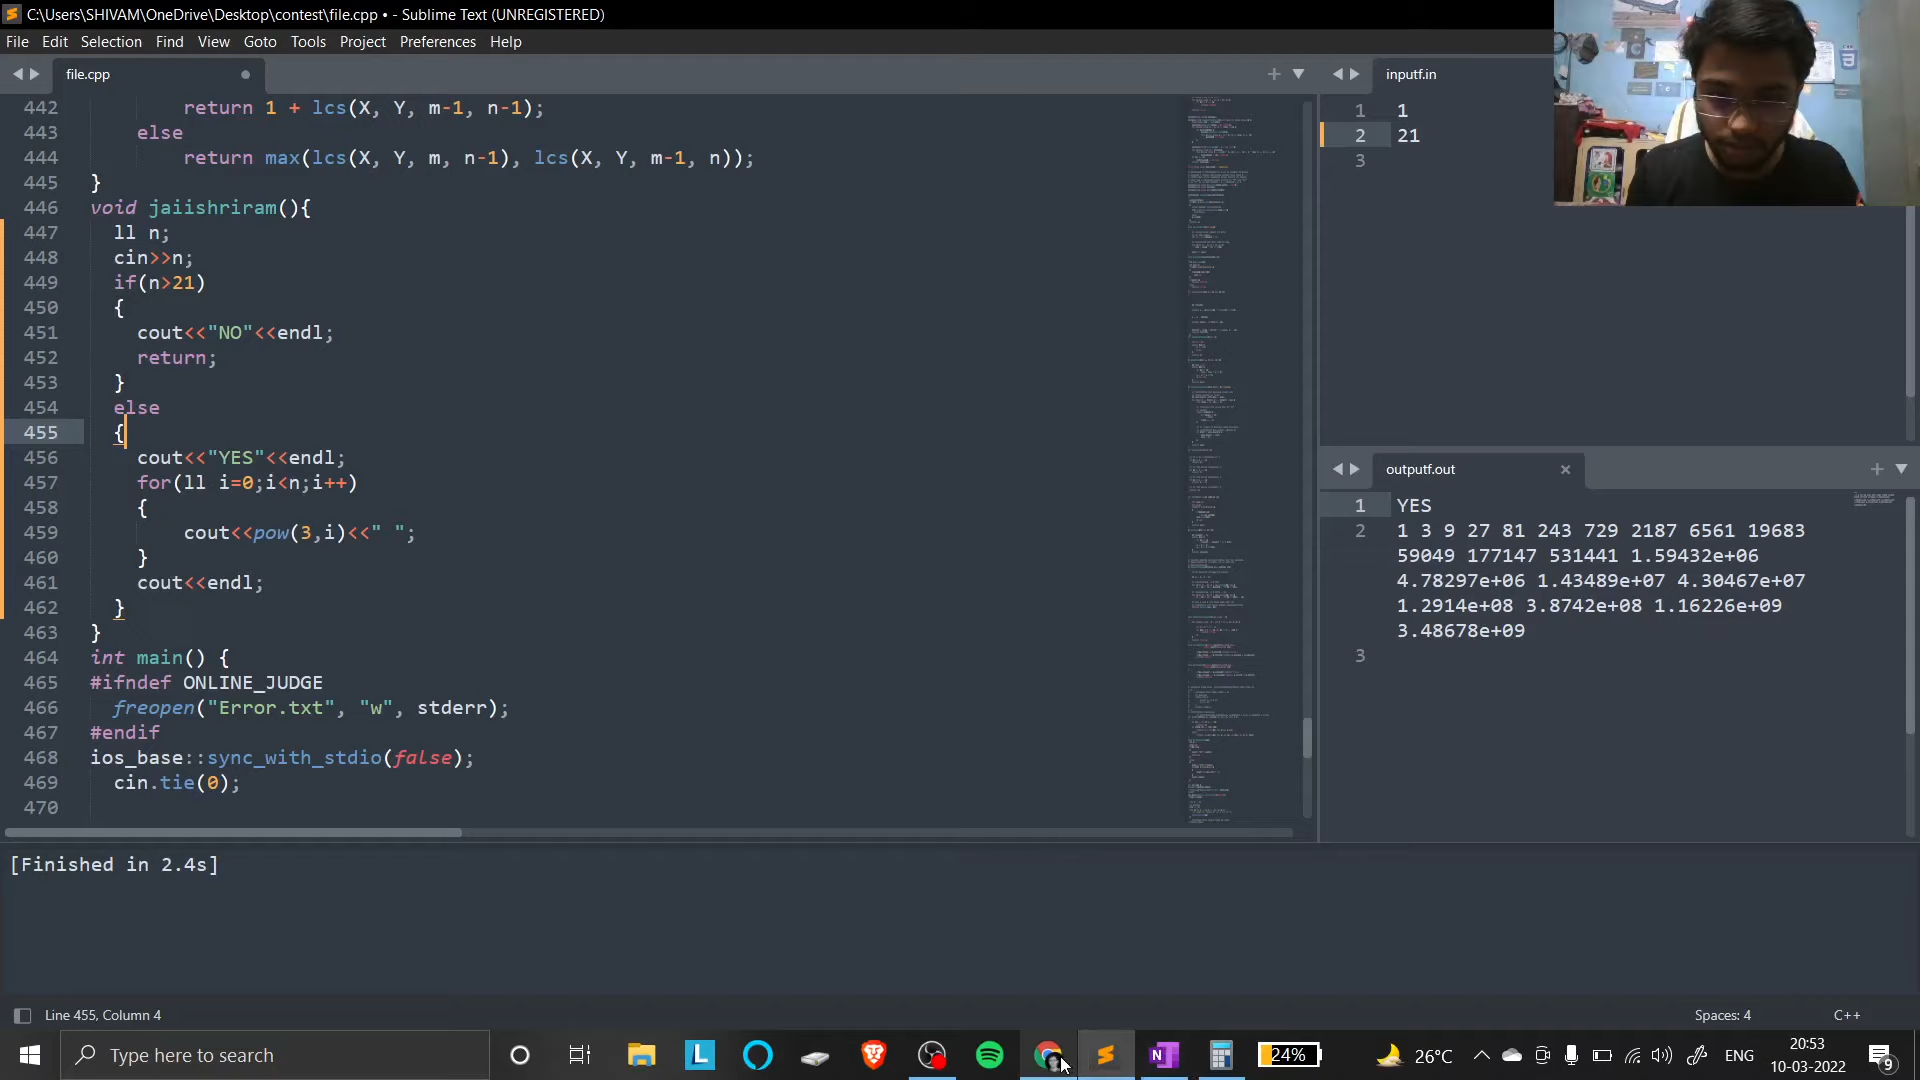 C:\Users\SHIVAM\OneDrive\Desktop\contest\file.cpp • - Sublime Text (UNREGISTERED)
File Edit Selection Find View Goto Tools Project Preferences Help
file.cpp
442 return 1 + lcs(X, Y, m-1, n-1);
443 else
444 return max(lcs(X, Y, m, n-1), lcs(X, Y, m-1, n));
445 }
446 void jaiishriram(){
447 ll n;
448 cin>>n;
449 if(n>21)
450 {
451 cout<<"NO"<<endl;
452 return;
453 }
454 else
455 {
456 cout<<"YES"<<endl;
457 for(ll i=0;i<n;i++)
458 {
459 cout<<pow(3,i)<<" ";
460 }
461 cout<<endl;
462 }
463 }
464 int main() {
465 #ifndef ONLINE_JUDGE
466 freopen("Error.txt", "w", stderr);
467 #endif
468 ios_base::sync_with_stdio(false);
469 cin.tie(0);
470
inputf.in
1 1
2 21
3
outputf.out
1 YES
2 1 3 9 27 81 243 729 2187 6561 19683
59049 177147 531441 1.59432e+06
4.78297e+06 1.43489e+07 4.30467e+07
1.2914e+08 3.8742e+08 1.16226e+09
3.48678e+09
3
[Finished in 2.4s]
Line 455, Column 4
Spaces: 4
C++
Type here to search
24%
26°C
ENG
20:53
10-03-2022
9